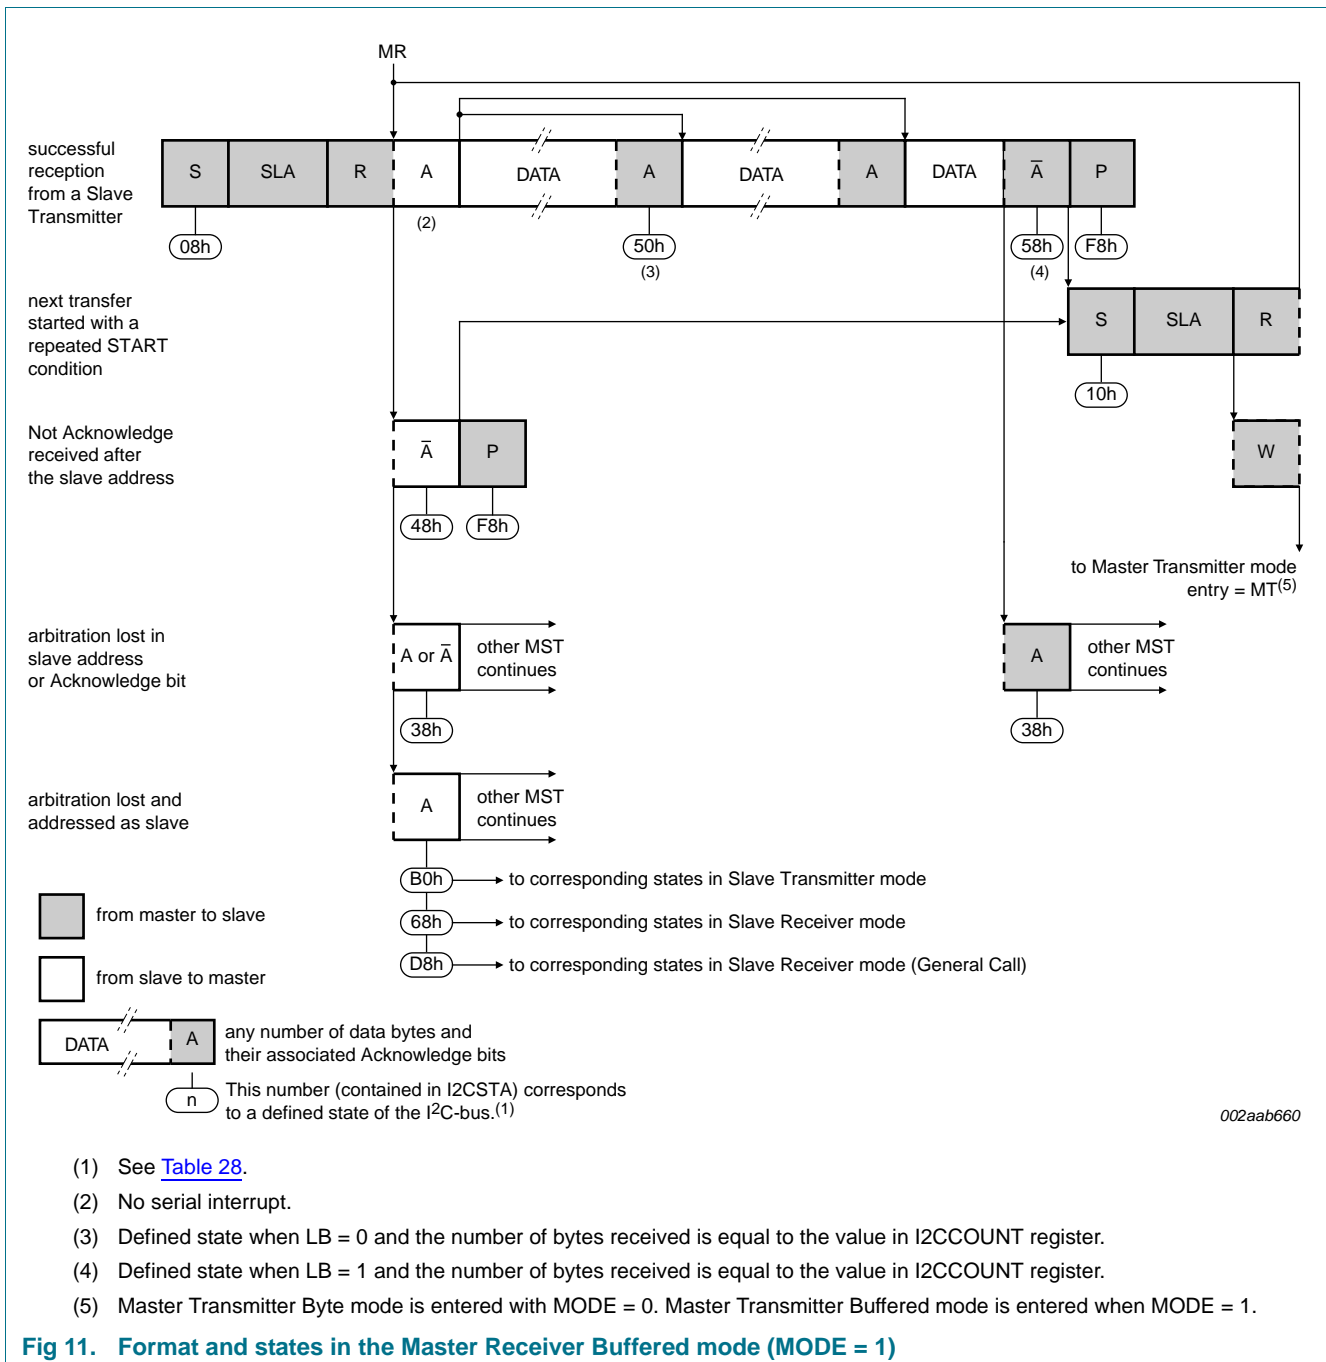 MR
successful
reception
from a Slave
Transmitter
S SLA R A DATA A DATA A DATA A̅ P
(2)
08h 50h 58h F8h
(3) (4)
next transfer
started with a
repeated START
condition
S SLA R
10h
Not Acknowledge
received after
the slave address
A̅ P W
48h F8h
to Master Transmitter mode
entry = MT(5)
arbitration lost in
slave address
or Acknowledge bit
A or A̅
other MST
continues
A
other MST
continues
38h 38h
arbitration lost and
addressed as slave
A
other MST
continues
B0h to corresponding states in Slave Transmitter mode
68h to corresponding states in Slave Receiver mode
D8h to corresponding states in Slave Receiver mode (General Call)
from master to slave
from slave to master
DATA A
any number of data bytes and
their associated Acknowledge bits
n
This number (contained in I2CSTA) corresponds
to a defined state of the I²C-bus.(1)
002aab660
(1) See Table 28.
(2) No serial interrupt.
(3) Defined state when LB = 0 and the number of bytes received is equal to the value in I2CCOUNT register.
(4) Defined state when LB = 1 and the number of bytes received is equal to the value in I2CCOUNT register.
(5) Master Transmitter Byte mode is entered with MODE = 0. Master Transmitter Buffered mode is entered when MODE = 1.
Fig 11. Format and states in the Master Receiver Buffered mode (MODE = 1)